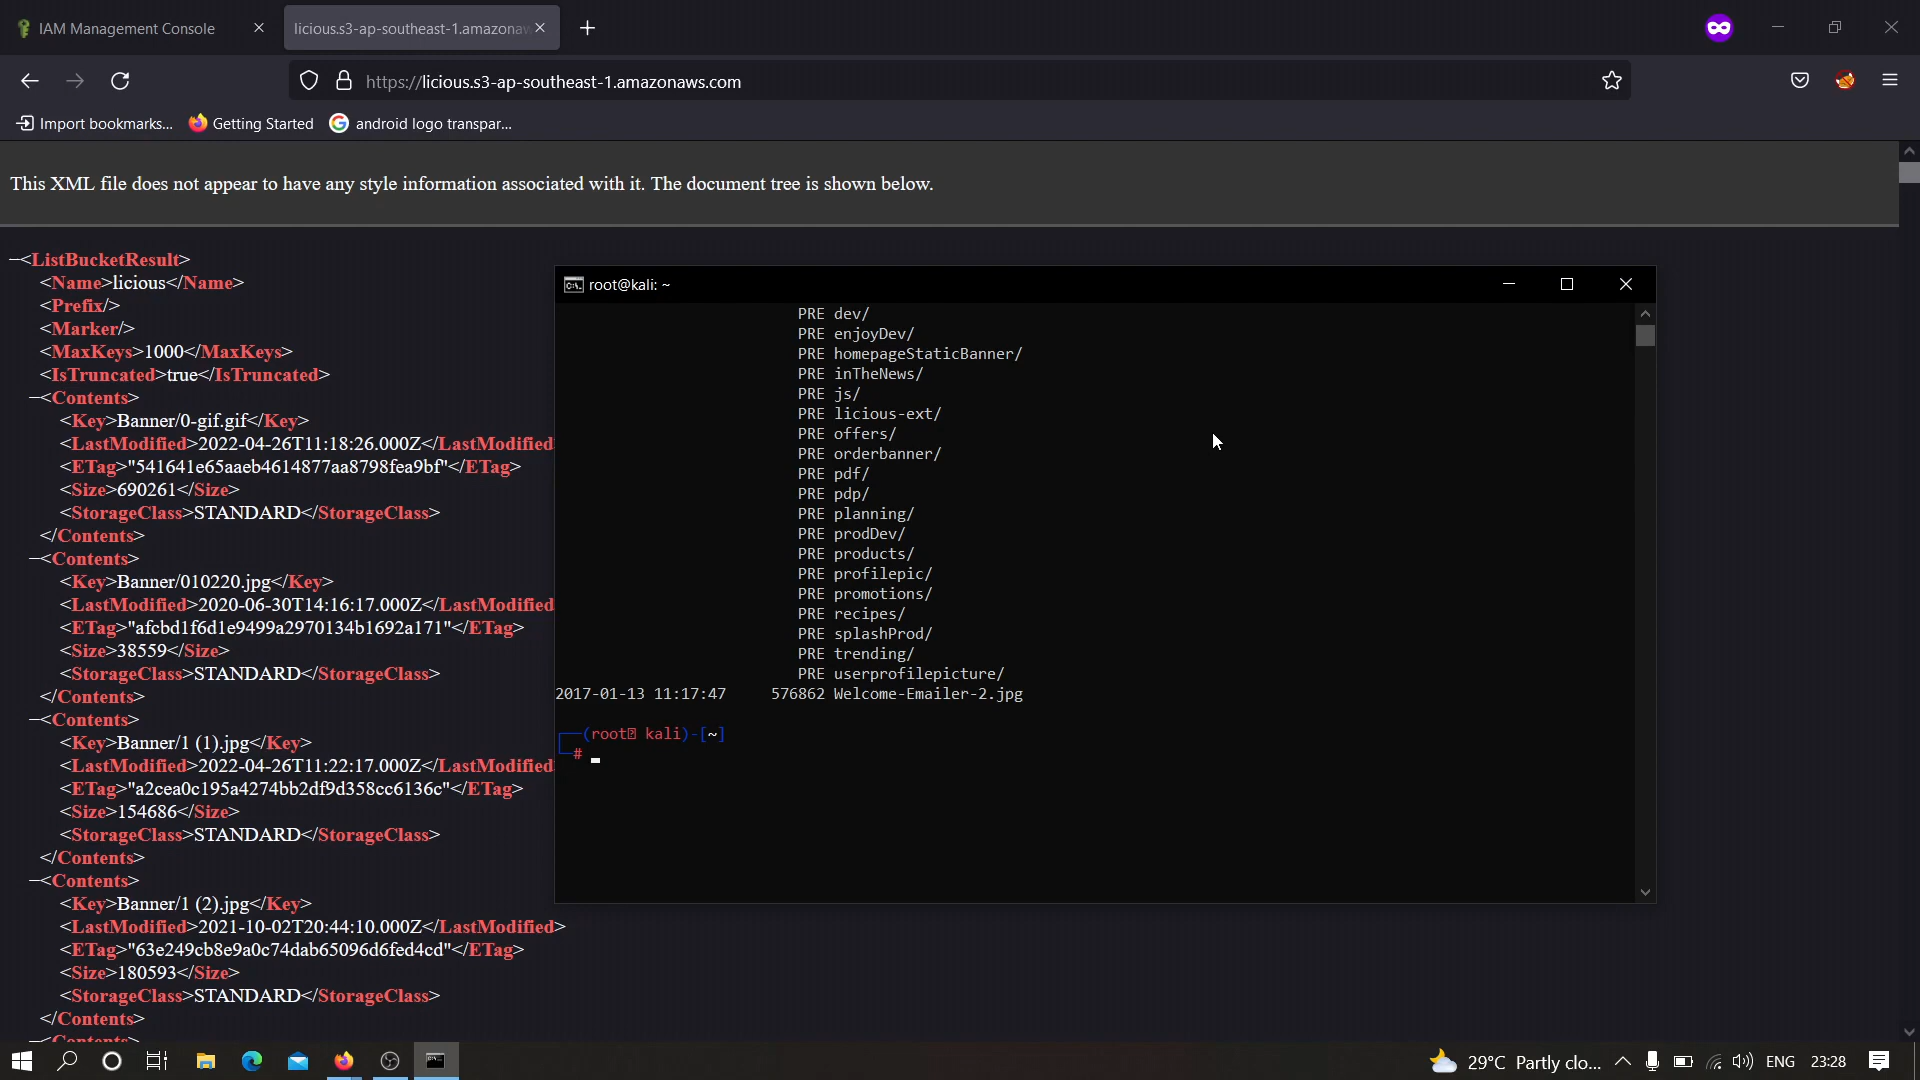 IAM Management Console
licious.s3-ap-southeast-1.amazonaw
https://licious.s3-ap-southeast-1.amazonaws.com
Import bookmarks...
Getting Started
android logo transpar...
This XML file does not appear to have any style information associated with it. The document tree is shown below.
−<ListBucketResult>
<Name>licious</Name>
<Prefix/>
<Marker/>
<MaxKeys>1000</MaxKeys>
<IsTruncated>true</IsTruncated>
−<Contents>
<Key>Banner/0-gif.gif</Key>
<LastModified>2022-04-26T11:18:26.000Z</LastModified
<ETag>"541641e65aaeb4614877aa8798fea9bf"</ETag>
<Size>690261</Size>
<StorageClass>STANDARD</StorageClass>
</Contents>
−<Contents>
<Key>Banner/010220.jpg</Key>
<LastModified>2020-06-30T14:16:17.000Z</LastModified
<ETag>"afcbd1f6d1e9499a2970134b1692a171"</ETag>
<Size>38559</Size>
<StorageClass>STANDARD</StorageClass>
</Contents>
−<Contents>
<Key>Banner/1 (1).jpg</Key>
<LastModified>2022-04-26T11:22:17.000Z</LastModified
<ETag>"a2cea0c195a4274bb2df9d358cc6136c"</ETag>
<Size>154686</Size>
<StorageClass>STANDARD</StorageClass>
</Contents>
−<Contents>
<Key>Banner/1 (2).jpg</Key>
<LastModified>2021-10-02T20:44:10.000Z</LastModified>
<ETag>"63e249cb8e9a0c74dab65096d6fed4cd"</ETag>
<Size>180593</Size>
<StorageClass>STANDARD</StorageClass>
</Contents>
−<Contents>
root@kali: ~
PRE dev/
PRE enjoyDev/
PRE homepageStaticBanner/
PRE inTheNews/
PRE js/
PRE licious-ext/
PRE offers/
PRE orderbanner/
PRE pdf/
PRE pdp/
PRE planning/
PRE prodDev/
PRE products/
PRE profilepic/
PRE promotions/
PRE recipes/
PRE splashProd/
PRE trending/
PRE userprofilepicture/
2017-01-13 11:17:47 576862 Welcome-Emailer-2.jpg
┌──(root⍰ kali)-[~]
└─#
29°C Partly clo...
ENG
23:28